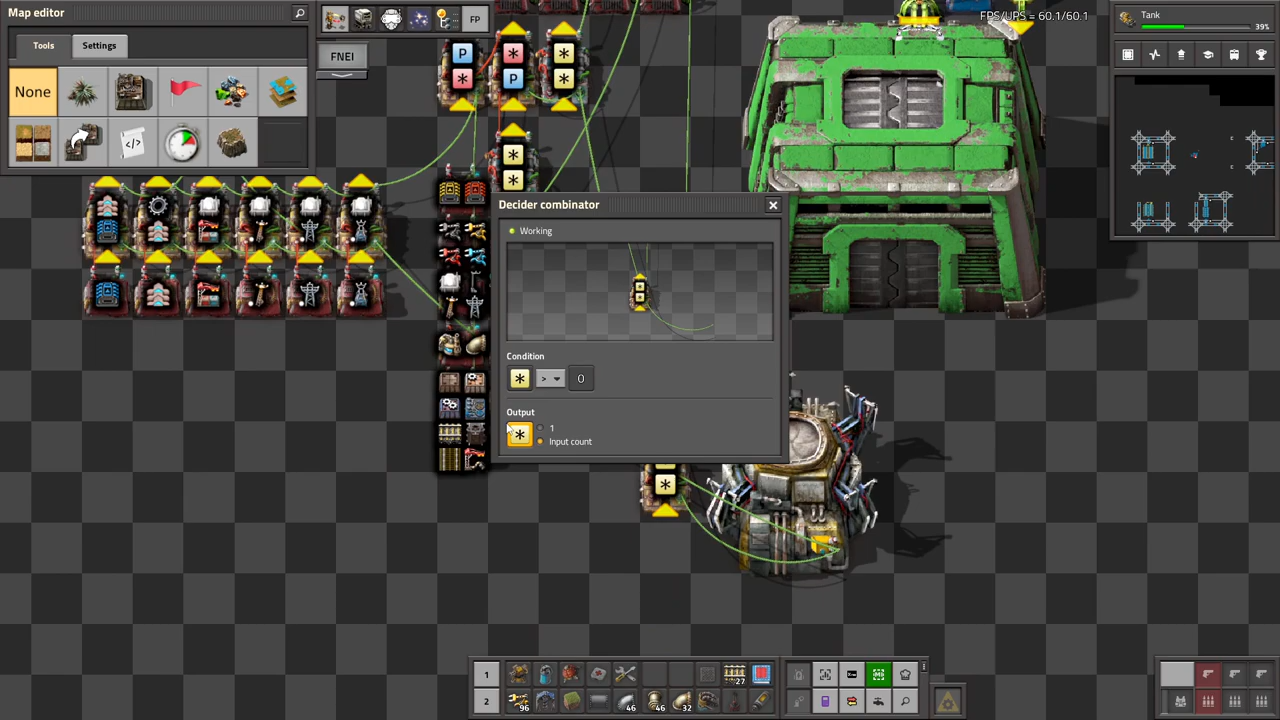 Map editor
Tools
Settings
None
FNEI
FP
FPS/UPS = 60.1/60.1
Tank
39%
P
P
Decider combinator
Working
Condition
>
0
Output
1
Input count
1
2
27
96
46
46
32